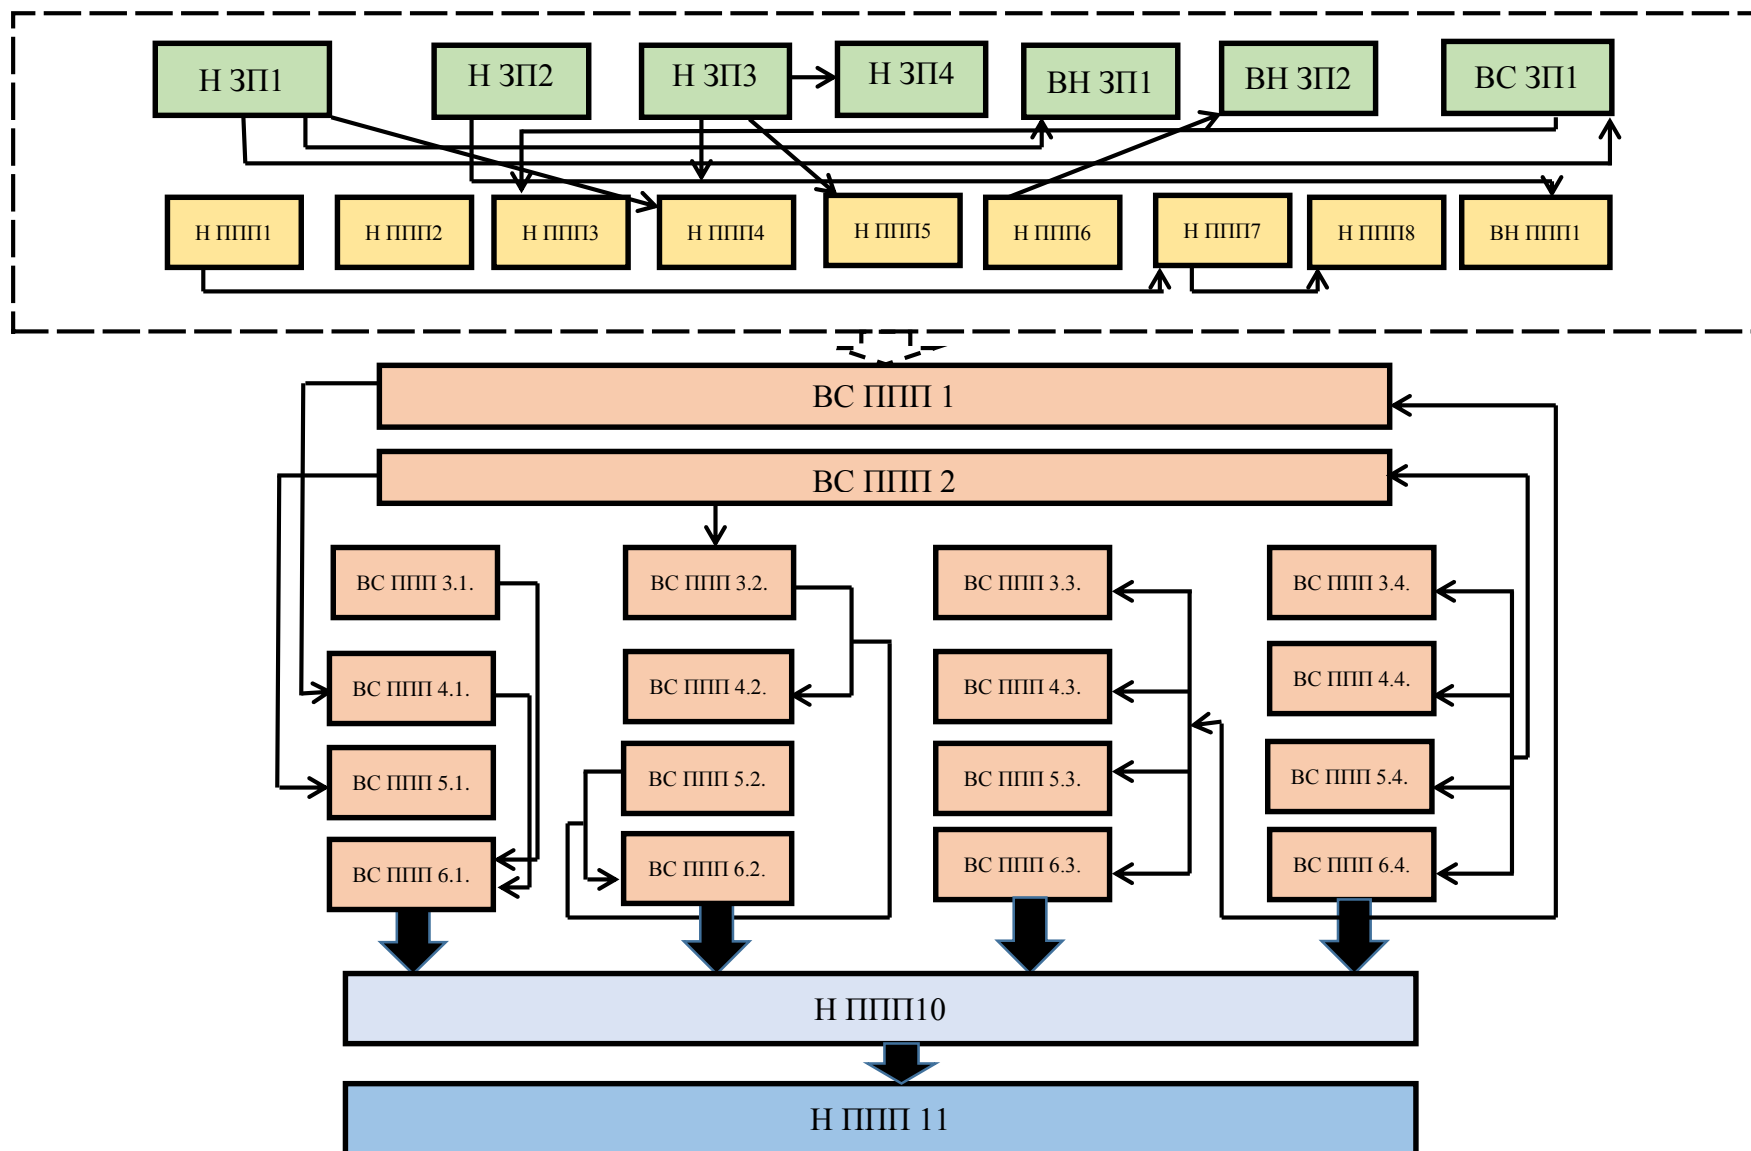 Н ЗП1
Н ЗП2
Н ЗП3
Н ЗП4
ВН ЗП1
ВН ЗП2
ВС ЗП1
Н ППП1
Н ППП2
Н ППП3
Н ППП4
Н ППП5
Н ППП6
Н ППП7
Н ППП8
ВН ППП1
ВС ППП 1
ВС ППП 2
ВС ППП 3.1.
ВС ППП 3.2.
ВС ППП 3.3.
ВС ППП 3.4.
ВС ППП 4.1.
ВС ППП 4.2.
ВС ППП 4.3.
ВС ППП 4.4.
ВС ППП 5.1.
ВС ППП 5.2.
ВС ППП 5.3.
ВС ППП 5.4.
ВС ППП 6.1.
ВС ППП 6.2.
ВС ППП 6.3.
ВС ППП 6.4.
Н ППП10
Н ППП 11